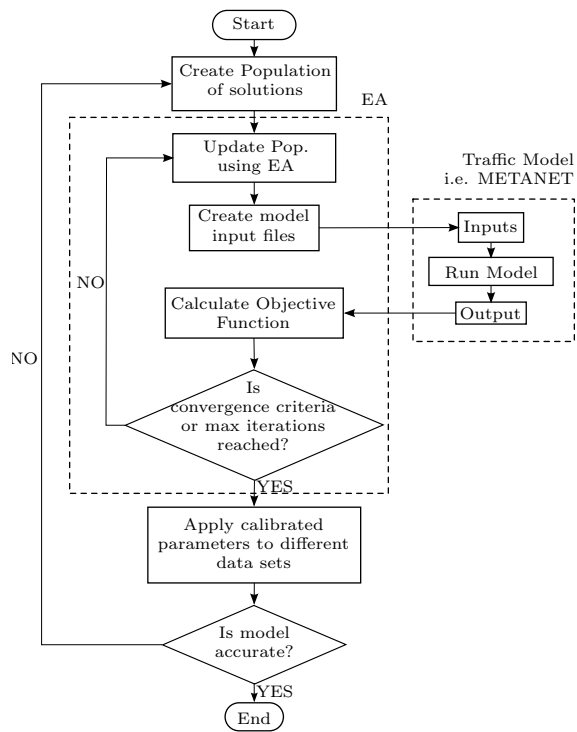 Start
Create Population
of solutions
EA
Update Pop.
using EA
Traffic Model
i.e. METANET
Create model
input files
Inputs
Run Model
Output
NO
Calculate Objective
Function
NO
Is
convergence criteria
or max iterations
reached?
YES
Apply calibrated
parameters to different
data sets
Is model
accurate?
YES
End